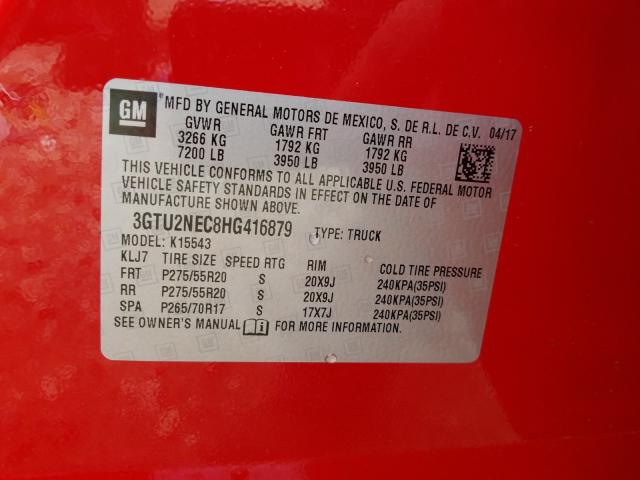 GM
MFD BY GENERAL MOTORS DE MEXICO, S. DE R.L. DE C.V. 04/17
GVWR GAWR FRT GAWR RR
3266 KG 1792 KG 1792 KG
7200 LB 3950 LB 3950 LB
THIS VEHICLE CONFORMS TO ALL APPLICABLE U.S. FEDERAL MOTOR
VEHICLE SAFETY STANDARDS IN EFFECT ON THE DATE OF
MANUFACTURE SHOWN ABOVE.
3GTU2NEC8HG416879 TYPE: TRUCK
MODEL: K15543
KLJ7 TIRE SIZE SPEED RTG RIM COLD TIRE PRESSURE
FRT P275/55R20 S 20X9J 240KPA(35PSI)
RR P275/55R20 S 20X9J 240KPA(35PSI)
SPA P265/70R17 S 17X7J 240KPA(35PSI)
SEE OWNER'S MANUAL FOR MORE INFORMATION.